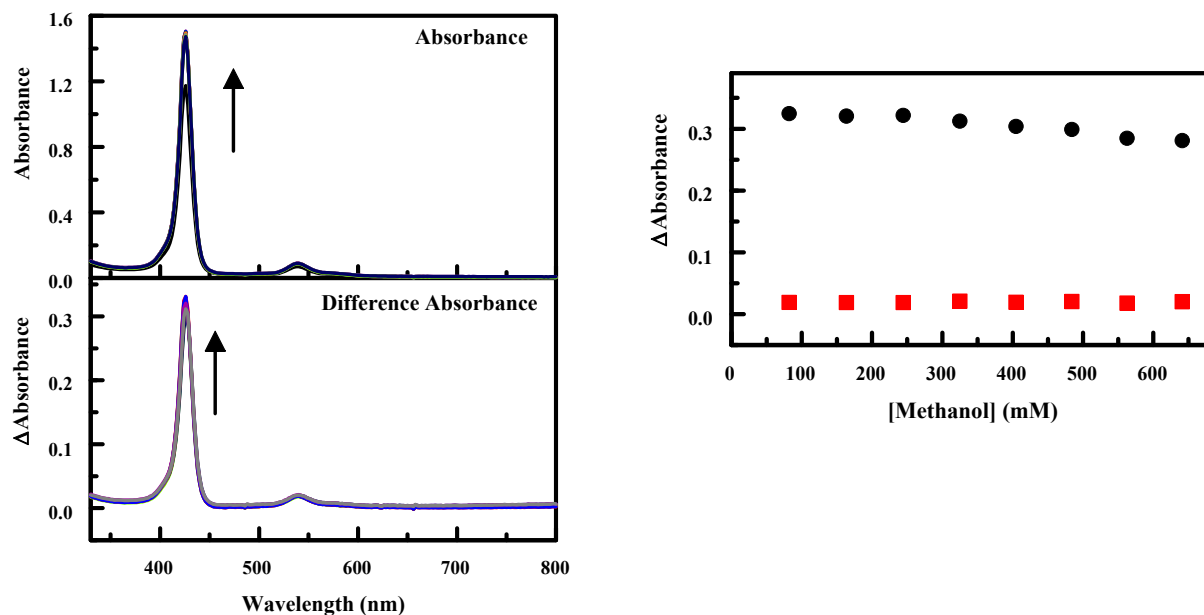 1.6
1.2
0.8
0.4
0.0
Absorbance
Absorbance
0.3
0.2
0.1
0.0
ΔAbsorbance
Difference Absorbance
400 500 600 700 800
Wavelength (nm)
0.3
0.2
0.1
0.0
ΔAbsorbance
0 100 200 300 400 500 600
[Methanol] (mM)